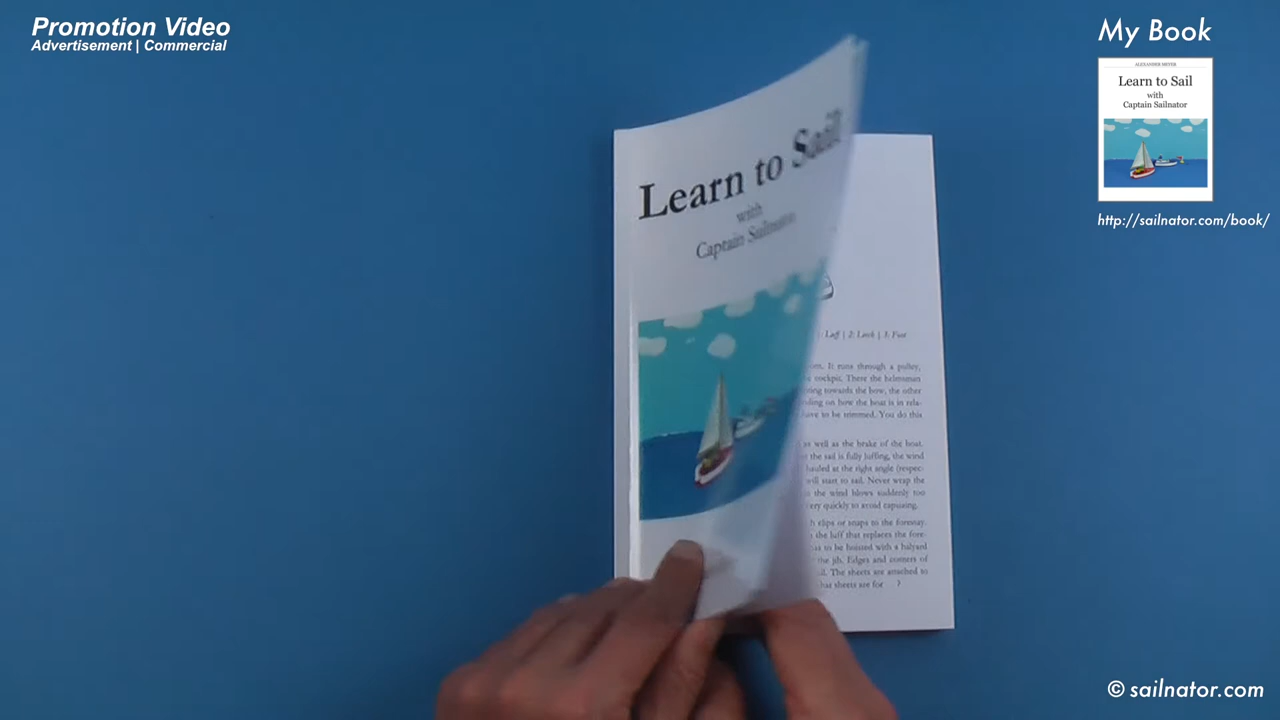 Promotion Video
Advertisement | Commercial
My Book
ALEXANDER MEYER
Learn to Sail
with
Captain Sailnator
http://sailnator.com/book/
Learn to Sail
with
Captain Sailnator
Luff | 2: Leech | 3: Foot
It runs through a pulley,
cockpit. There the helmsman
towards the bow, the other
on how the boat is in rela-
to be trimmed. You do this
as well as the brake of the boat.
the sail is fully luffing, the wind
hauled at the right angle (respec-
will start to sail. Never wrap the
the wind blows suddenly too
quickly to avoid capsizing.
clips or snaps to the forestay.
the luff that replaces the fore-
to be hoisted with a halyard
the jib. Edges and corners of
The sheets are attached to
sheets are for
© sailnator.com